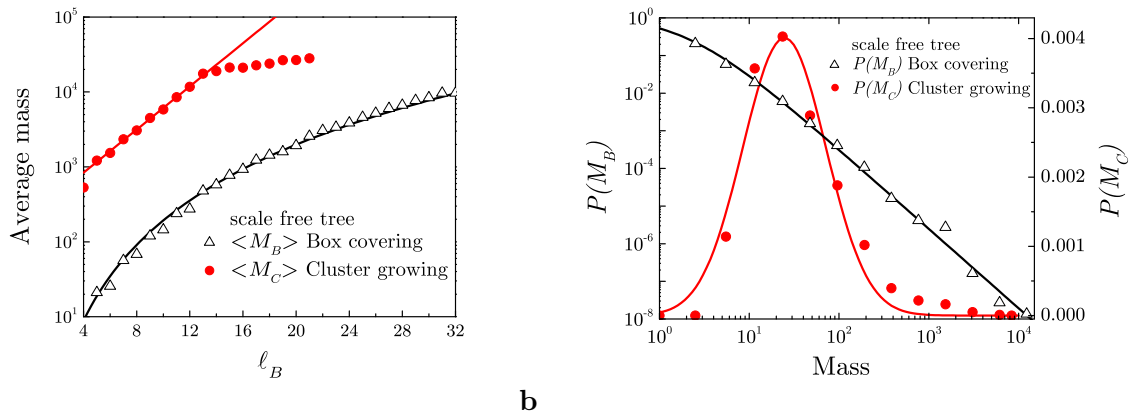 10^5
10^4
10^3
10^2
10^1
Average mass
scale free tree
<M_B> Box covering
<M_C> Cluster growing
4 8 12 16 20 24 28 32
ℓ_B
10^0
10^-2
10^-4
10^-6
10^-8
P(M_B)
scale free tree
P(M_B) Box covering
P(M_C) Cluster growing
0.004
0.003
0.002
0.001
0.000
P(M_C)
10^0 10^1 10^2 10^3 10^4
Mass
b